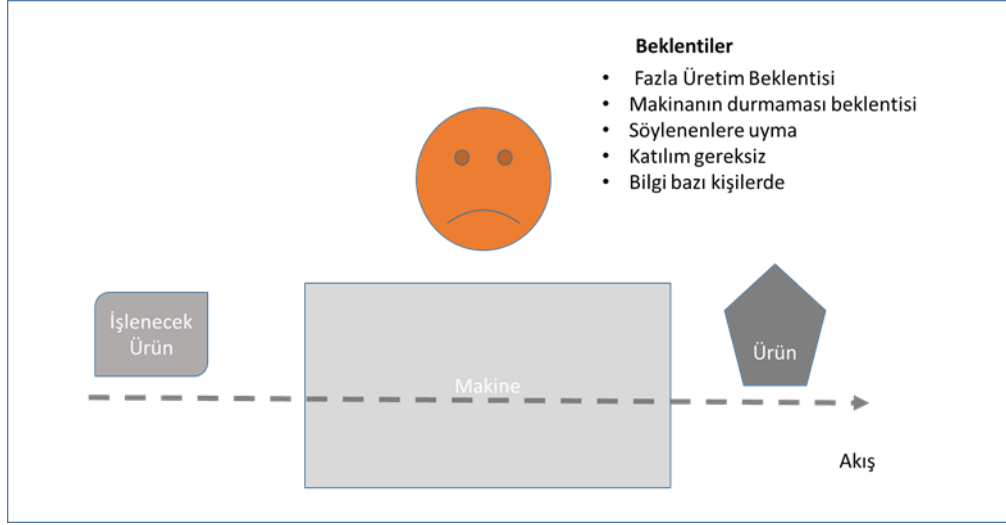 Beklentiler
• Fazla Üretim Beklentisi
• Makinanın durmaması beklentisi
• Söylenenlere uyma
• Katılım gereksiz
• Bilgi bazı kişilerde
İşlenecek
Ürün
Makine
Ürün
Akış